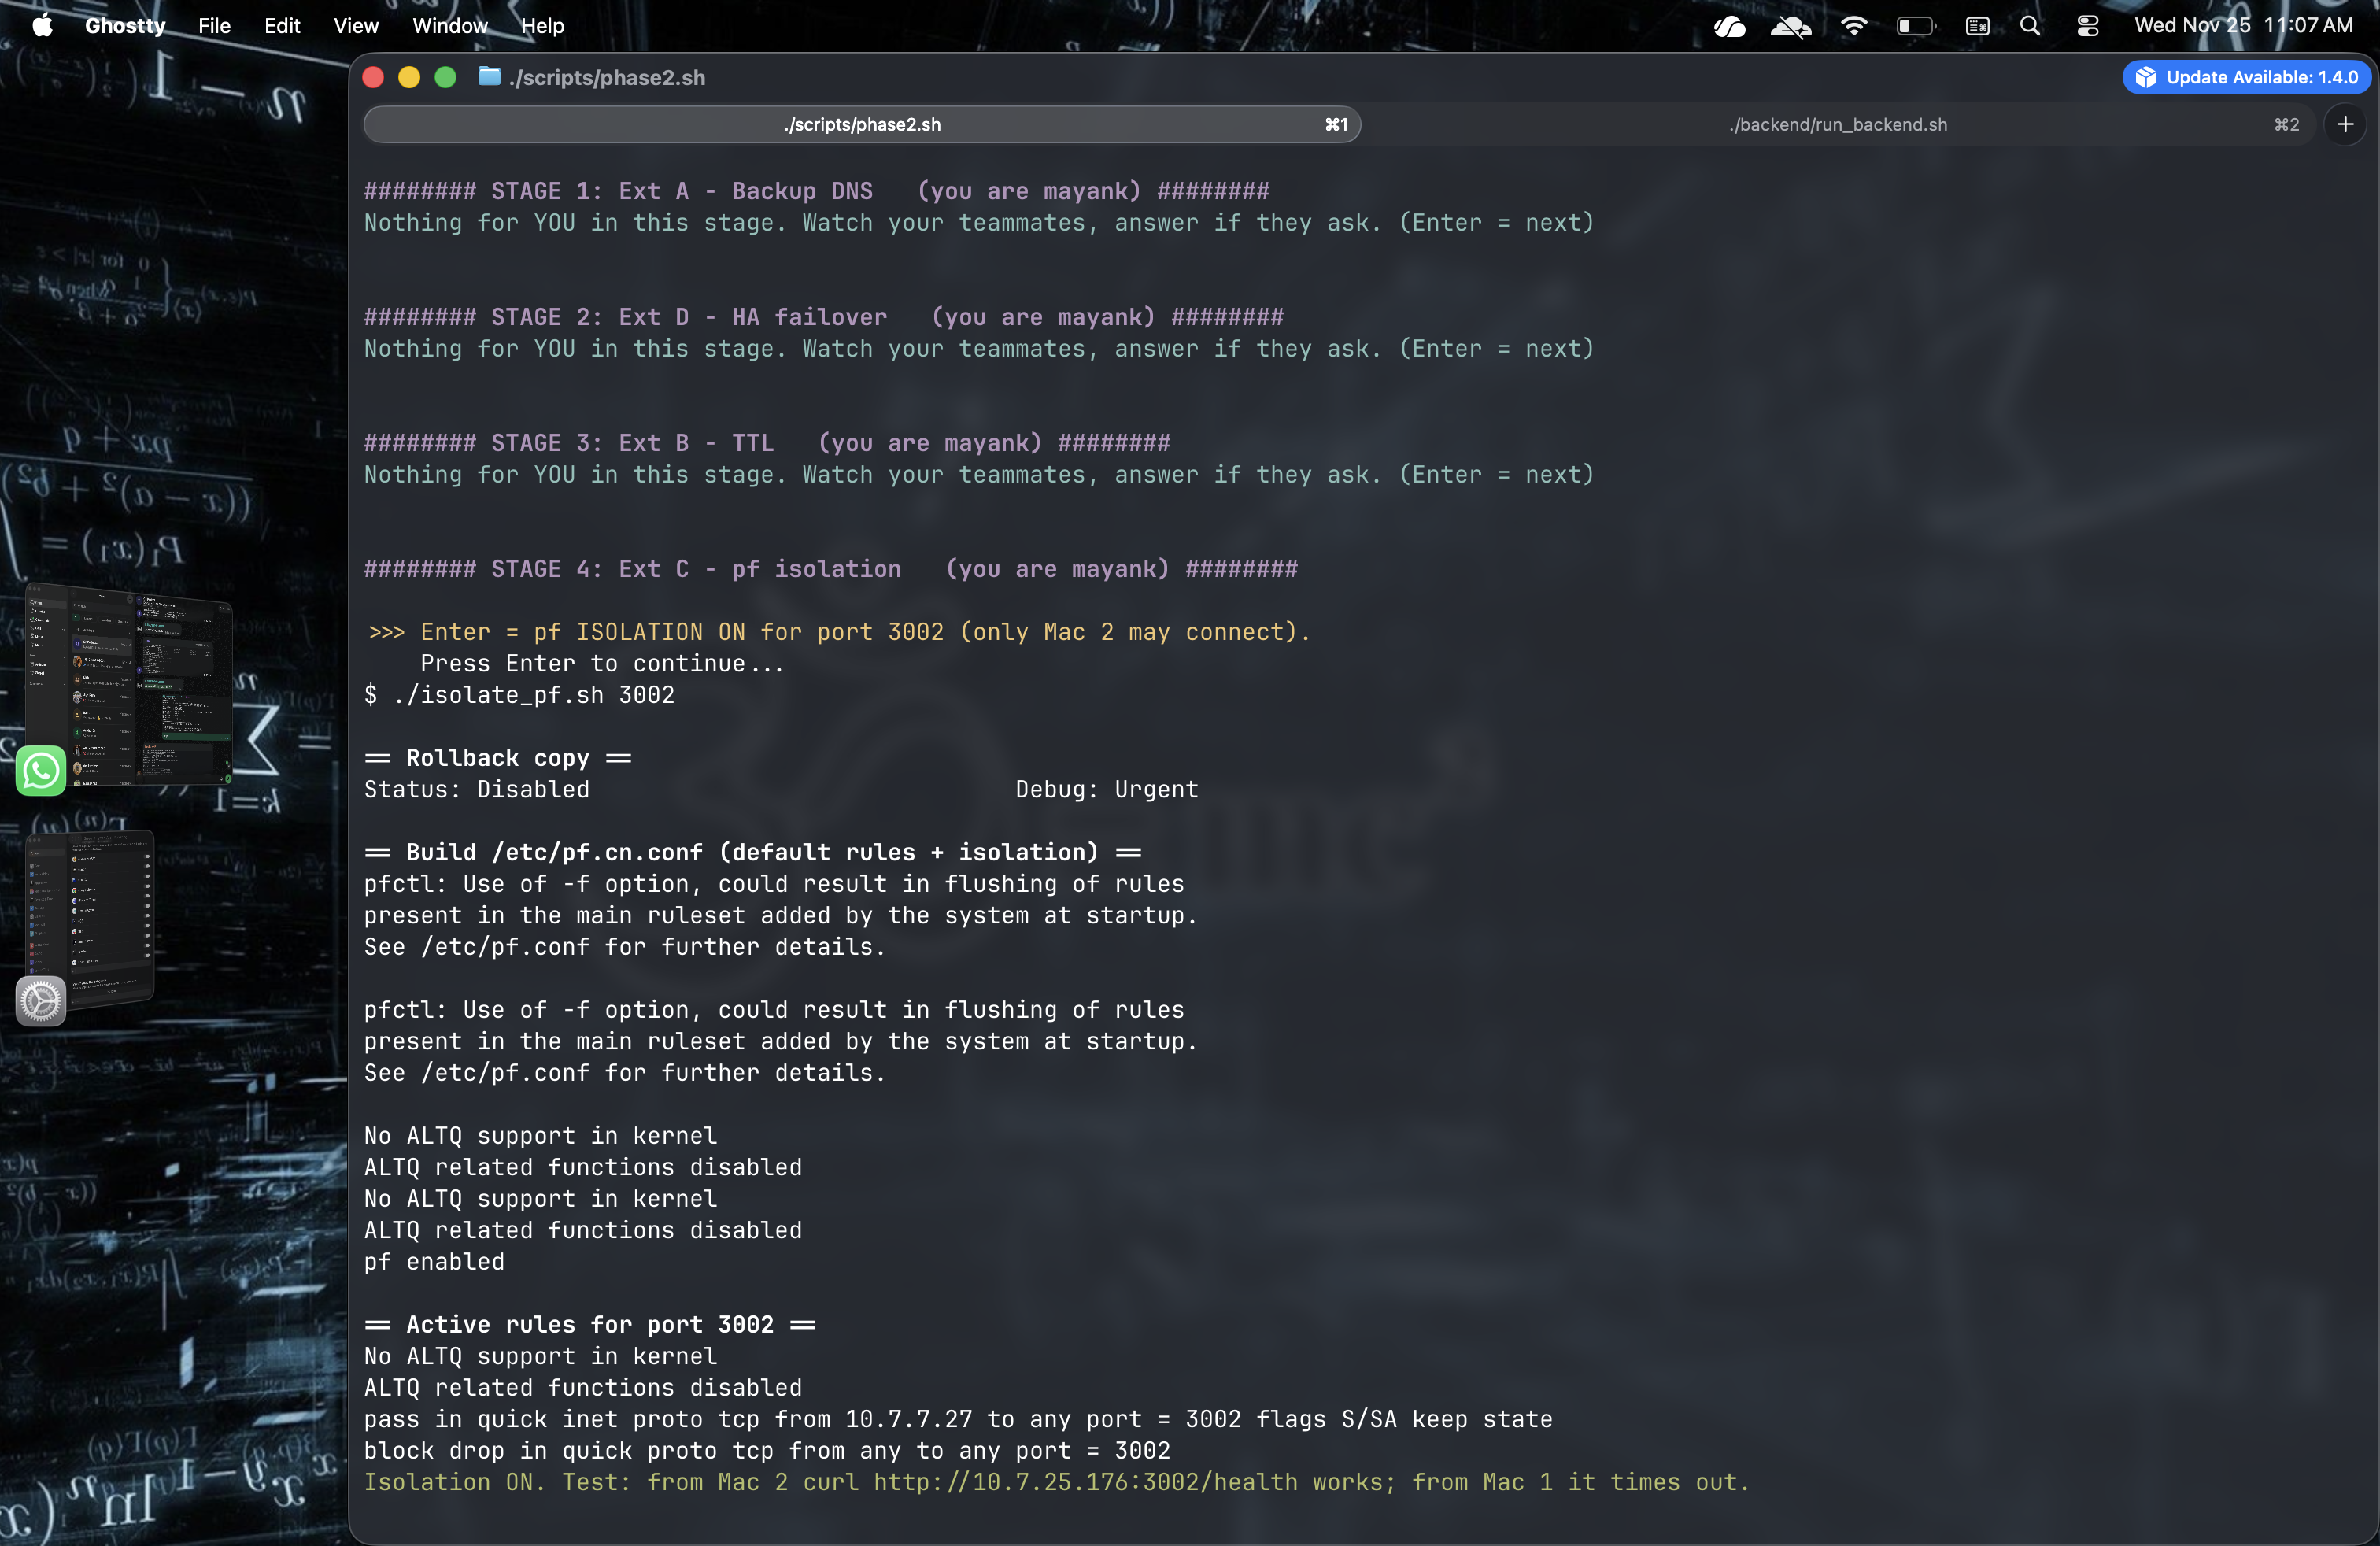 Ghostty File Edit View Window Help Wed Nov 25 11:07 AM
./scripts/phase2.sh Update Available: 1.4.0
./scripts/phase2.sh ⌘1 ./backend/run_backend.sh ⌘2 +
######## STAGE 1: Ext A - Backup DNS (you are mayank) ########
Nothing for YOU in this stage. Watch your teammates, answer if they ask. (Enter = next)
######## STAGE 2: Ext D - HA failover (you are mayank) ########
Nothing for YOU in this stage. Watch your teammates, answer if they ask. (Enter = next)
######## STAGE 3: Ext B - TTL (you are mayank) ########
Nothing for YOU in this stage. Watch your teammates, answer if they ask. (Enter = next)
######## STAGE 4: Ext C - pf isolation (you are mayank) ########
>>> Enter = pf ISOLATION ON for port 3002 (only Mac 2 may connect).
Press Enter to continue...
$ ./isolate_pf.sh 3002
== Rollback copy ==
Status: Disabled Debug: Urgent
== Build /etc/pf.cn.conf (default rules + isolation) ==
pfctl: Use of -f option, could result in flushing of rules
present in the main ruleset added by the system at startup.
See /etc/pf.conf for further details.
pfctl: Use of -f option, could result in flushing of rules
present in the main ruleset added by the system at startup.
See /etc/pf.conf for further details.
No ALTQ support in kernel
ALTQ related functions disabled
No ALTQ support in kernel
ALTQ related functions disabled
pf enabled
== Active rules for port 3002 ==
No ALTQ support in kernel
ALTQ related functions disabled
pass in quick inet proto tcp from 10.7.7.27 to any port = 3002 flags S/SA keep state
block drop in quick proto tcp from any to any port = 3002
Isolation ON. Test: from Mac 2 curl http://10.7.25.176:3002/health works; from Mac 1 it times out.